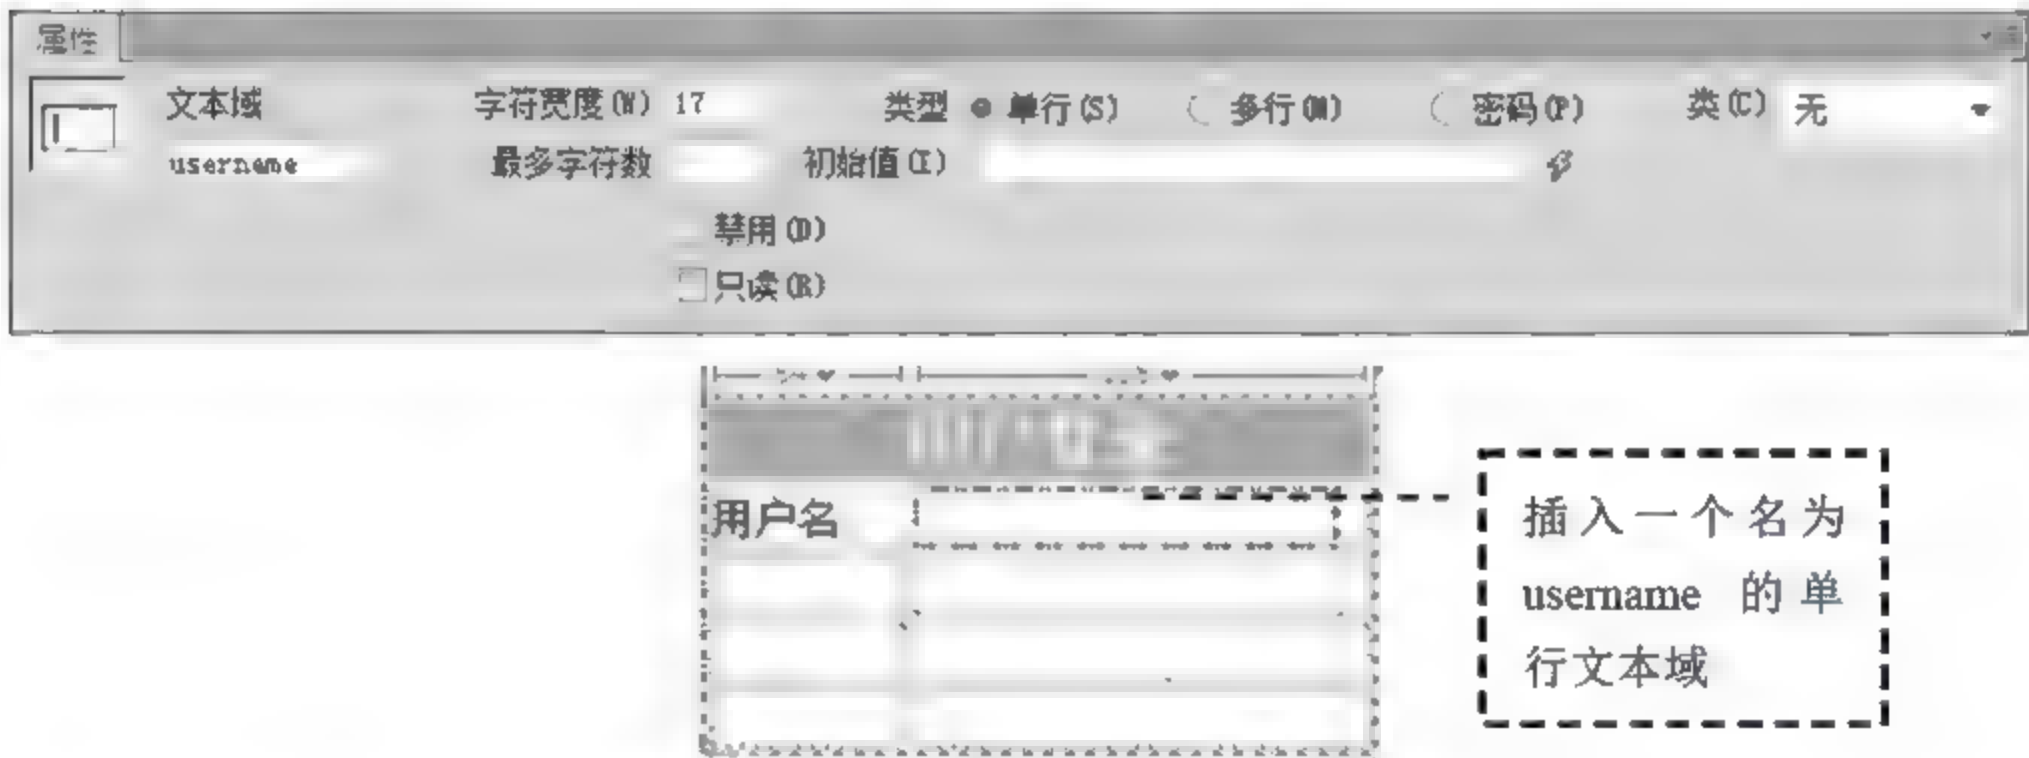 属性
文本域 字符宽度(W) 17 类型 单行(S) 多行(M) 密码(P) 类(C) 无
username 最多字符数 初始值(I)
禁用(D)
只读(R)
用户名
插入一个名为
username 的单
行文本域